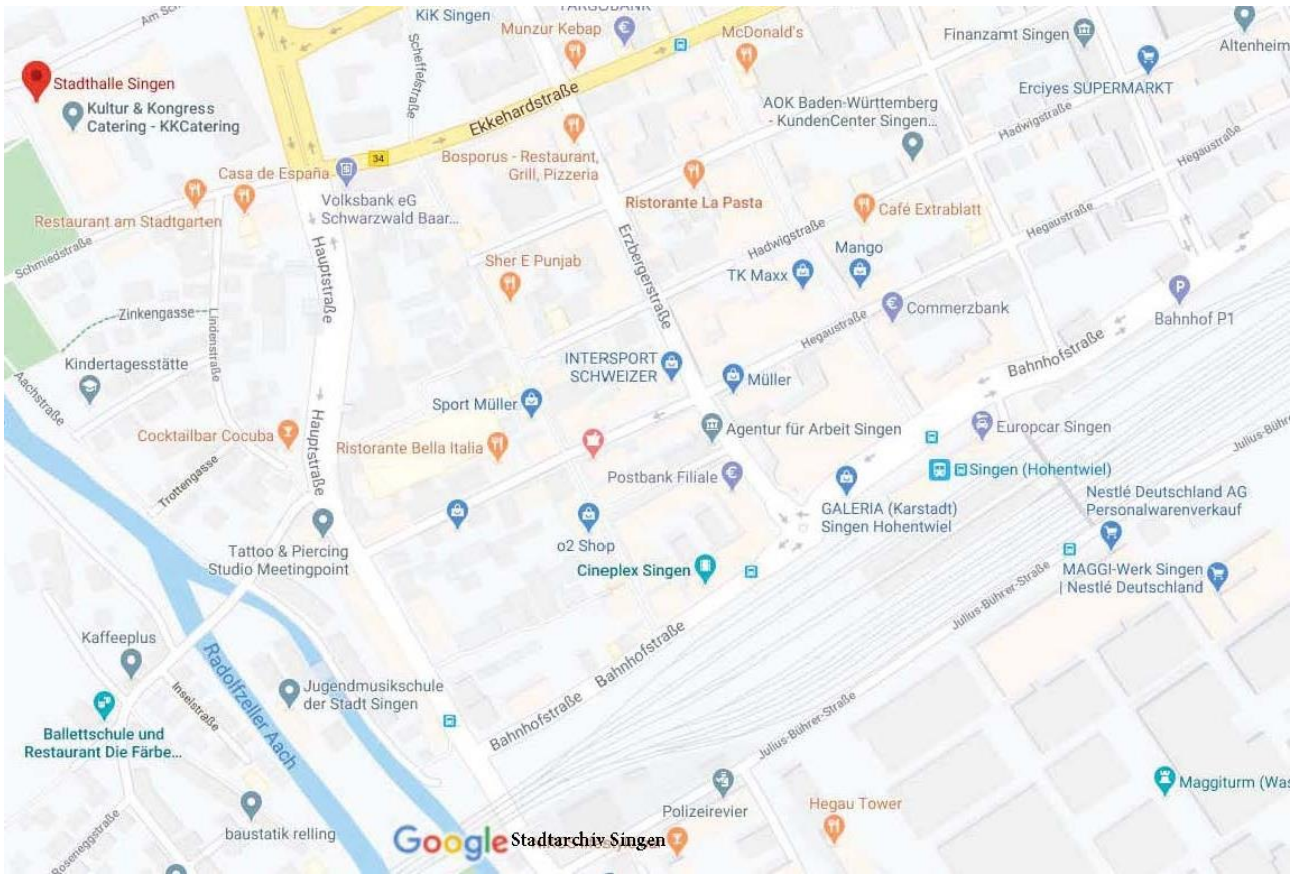 Am Sc
KiK Singen
TARGOBANK
Munzur Kebap
McDonald's
Finanzamt Singen
Altenheim
Stadthalle Singen
Kultur & Kongress
Catering - KKCatering
Scheffelstraße
Ekkehardstraße
Erciyes SUPERMARKT
AOK Baden-Württemberg
- KundenCenter Singen...
Hadwigstraße
Hegaustraße
34
Bosporus - Restaurant,
Grill, Pizzeria
Casa de España
Volksbank eG
Schwarzwald Baar...
Restaurant am Stadtgarten
Ristorante La Pasta
Café Extrablatt
Hegaustraße
Schmiedstraße
Hauptstraße
Erzbergerstraße
Hadwigstraße
Mango
Sher E Punjab
TK Maxx
Commerzbank
P
Bahnhof P1
Zinkengasse
Lindenstraße
Hegaustraße
Kindertagesstätte
INTERSPORT
SCHWEIZER
Müller
Bahnhofstraße
Aachstraße
Sport Müller
Hauptstraße
Cocktailbar Cocuba
Ristorante Bella Italia
Agentur für Arbeit Singen
Europcar Singen
Julius-Bühre
Trottengasse
Postbank Filiale
Singen (Hohentwiel)
GALERIA (Karstadt)
Singen Hohentwiel
Nestlé Deutschland AG
Personalwarenverkauf
Tattoo & Piercing
Studio Meetingpoint
o2 Shop
Cineplex Singen
MAGGI-Werk Singen
| Nestlé Deutschland
Julius-Bührer-Straße
Kaffeeplus
Radolfzeller Aach
Bahnhofstraße
Bahnhofstraße
Inselstraße
Jugendmusikschule
der Stadt Singen
Ballettschule und
Restaurant Die Färbe...
Julius-Bührer-Straße
Maggiturm (Was
Polizeirevier
Hegau Tower
Roseneggstraße
baustatik relling
Google
Stadtarchiv Singen